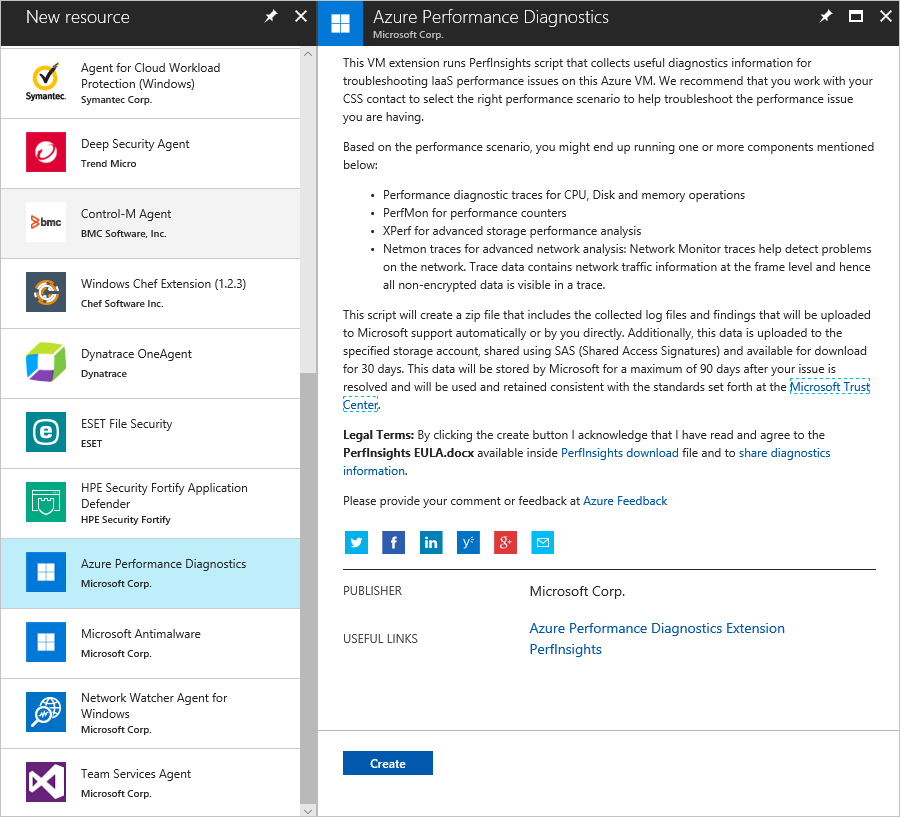 New resource
Symantec.
Agent for Cloud Workload
Protection (Windows)
Symantec Corp.
Deep Security Agent
Trend Micro
bmc
Control-M Agent
BMC Software, Inc.
Windows Chef Extension (1.2.3)
Chef Software Inc.
Dynatrace OneAgent
Dynatrace
e
ESET File Security
ESET
HPE Security Fortify Application
Defender
HPE Security Fortify
Azure Performance Diagnostics
Microsoft Corp.
Microsoft Antimalware
Microsoft Corp.
Network Watcher Agent for
Windows
Microsoft Corp.
Team Services Agent
Microsoft Corp.
Azure Performance Diagnostics
Microsoft Corp.
This VM extension runs PerfInsights script that collects useful diagnostics information for
troubleshooting IaaS performance issues on this Azure VM. We recommend that you work with your
CSS contact to select the right performance scenario to help troubleshoot the performance issue
you are having.
Based on the performance scenario, you might end up running one or more components mentioned
below:
• Performance diagnostic traces for CPU, Disk and memory operations
• PerfMon for performance counters
• XPerf for advanced storage performance analysis
• Netmon traces for advanced network analysis: Network Monitor traces help detect problems
on the network. Trace data contains network traffic information at the frame level and hence
all non-encrypted data is visible in a trace.
This script will create a zip file that includes the collected log files and findings that will be uploaded
to Microsoft support automatically or by you directly. Additionally, this data is uploaded to the
specified storage account, shared using SAS (Shared Access Signatures) and available for download
for 30 days. This data will be stored by Microsoft for a maximum of 90 days after your issue is
resolved and will be used and retained consistent with the standards set forth at the Microsoft Trust
Center.
Legal Terms: By clicking the create button I acknowledge that I have read and agree to the
PerfInsights EULA.docx available inside PerfInsights download file and to share diagnostics
information.
Please provide your comment or feedback at Azure Feedback
f in y g+
PUBLISHER Microsoft Corp.
USEFUL LINKS Azure Performance Diagnostics Extension
PerfInsights
Create